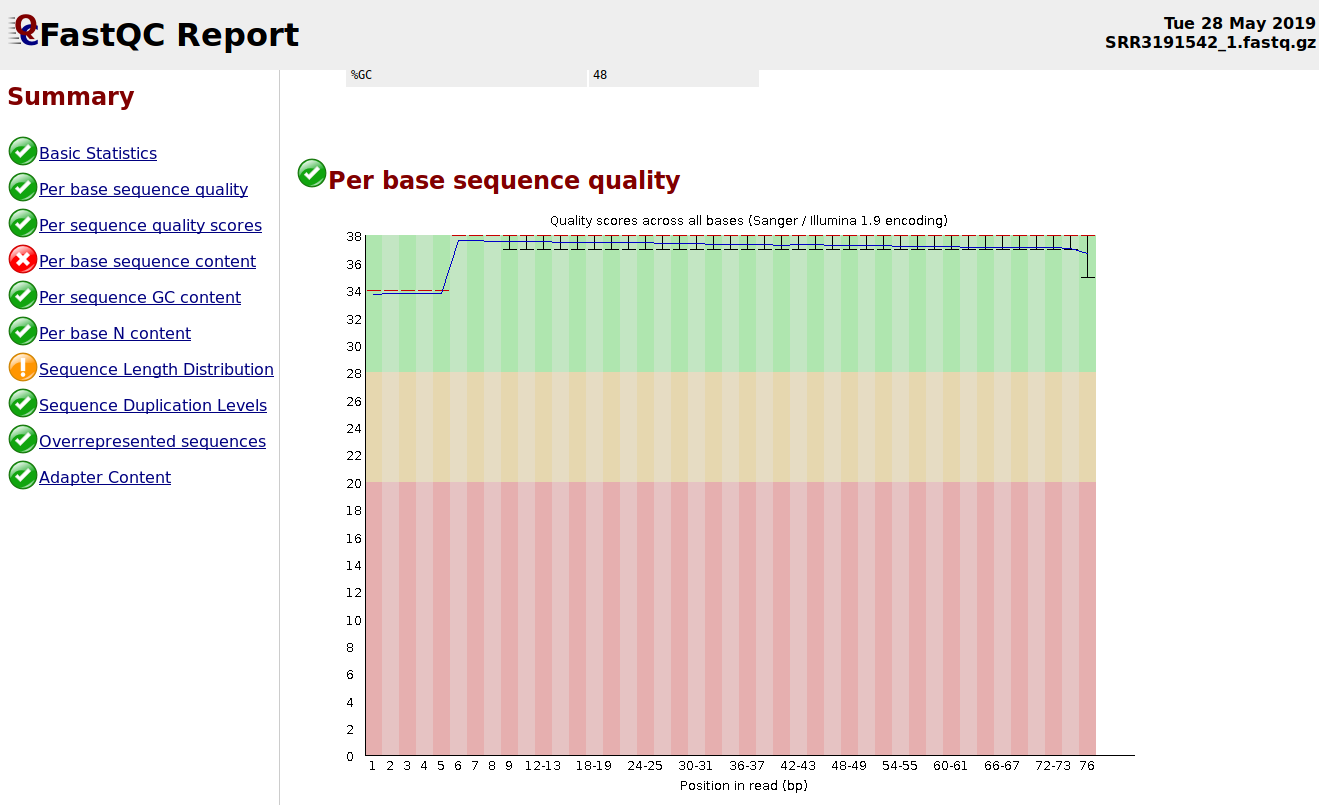 FastQC Report
Tue 28 May 2019
SRR3191542_1.fastq.gz
Summary
Basic Statistics
Per base sequence quality
Per sequence quality scores
Per base sequence content
Per sequence GC content
Per base N content
Sequence Length Distribution
Sequence Duplication Levels
Overrepresented sequences
Adapter Content
%GC 48
Per base sequence quality
Quality scores across all bases (Sanger / Illumina 1.9 encoding)
38
36
34
32
30
28
26
24
22
20
18
16
14
12
10
8
6
4
2
0
1 2 3 4 5 6 7 8 9 12-13 18-19 24-25 30-31 36-37 42-43 48-49 54-55 60-61 66-67 72-73 76
Position in read (bp)